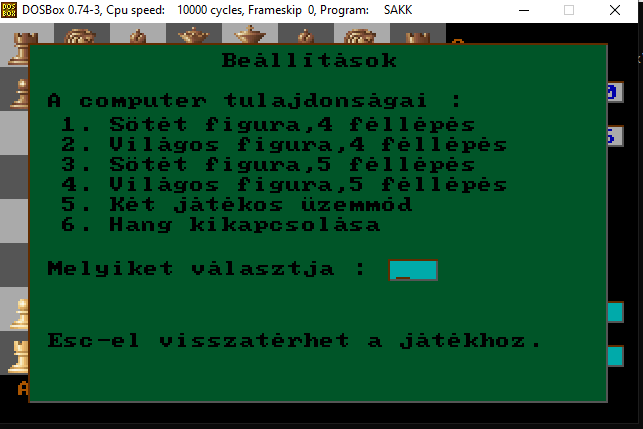 DOSBox 0.74-3, Cpu speed: 10000 cycles, Frameskip 0, Program: SAKK
Beállítások
A computer tulajdonságai :
1. Sötét figura,4 féllépés
2. Világos figura,4 féllépés
3. Sötét figura,5 féllépés
4. Világos figura,5 féllépés
5. Két játékos üzemmód
6. Hang kikapcsolása
Melyiket választja : _
Esc-el visszatérhet a játékhoz.